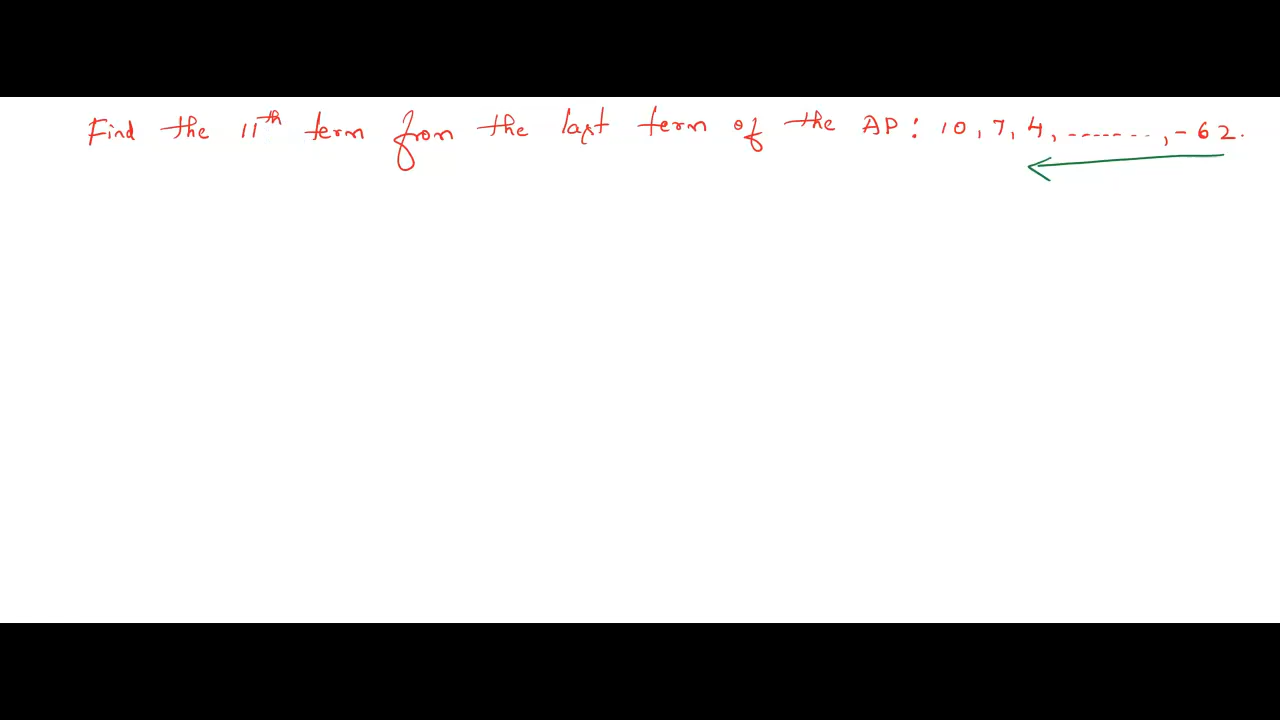 Find the 11th term from the last term of the AP: 10, 7, 4, ........, -62.